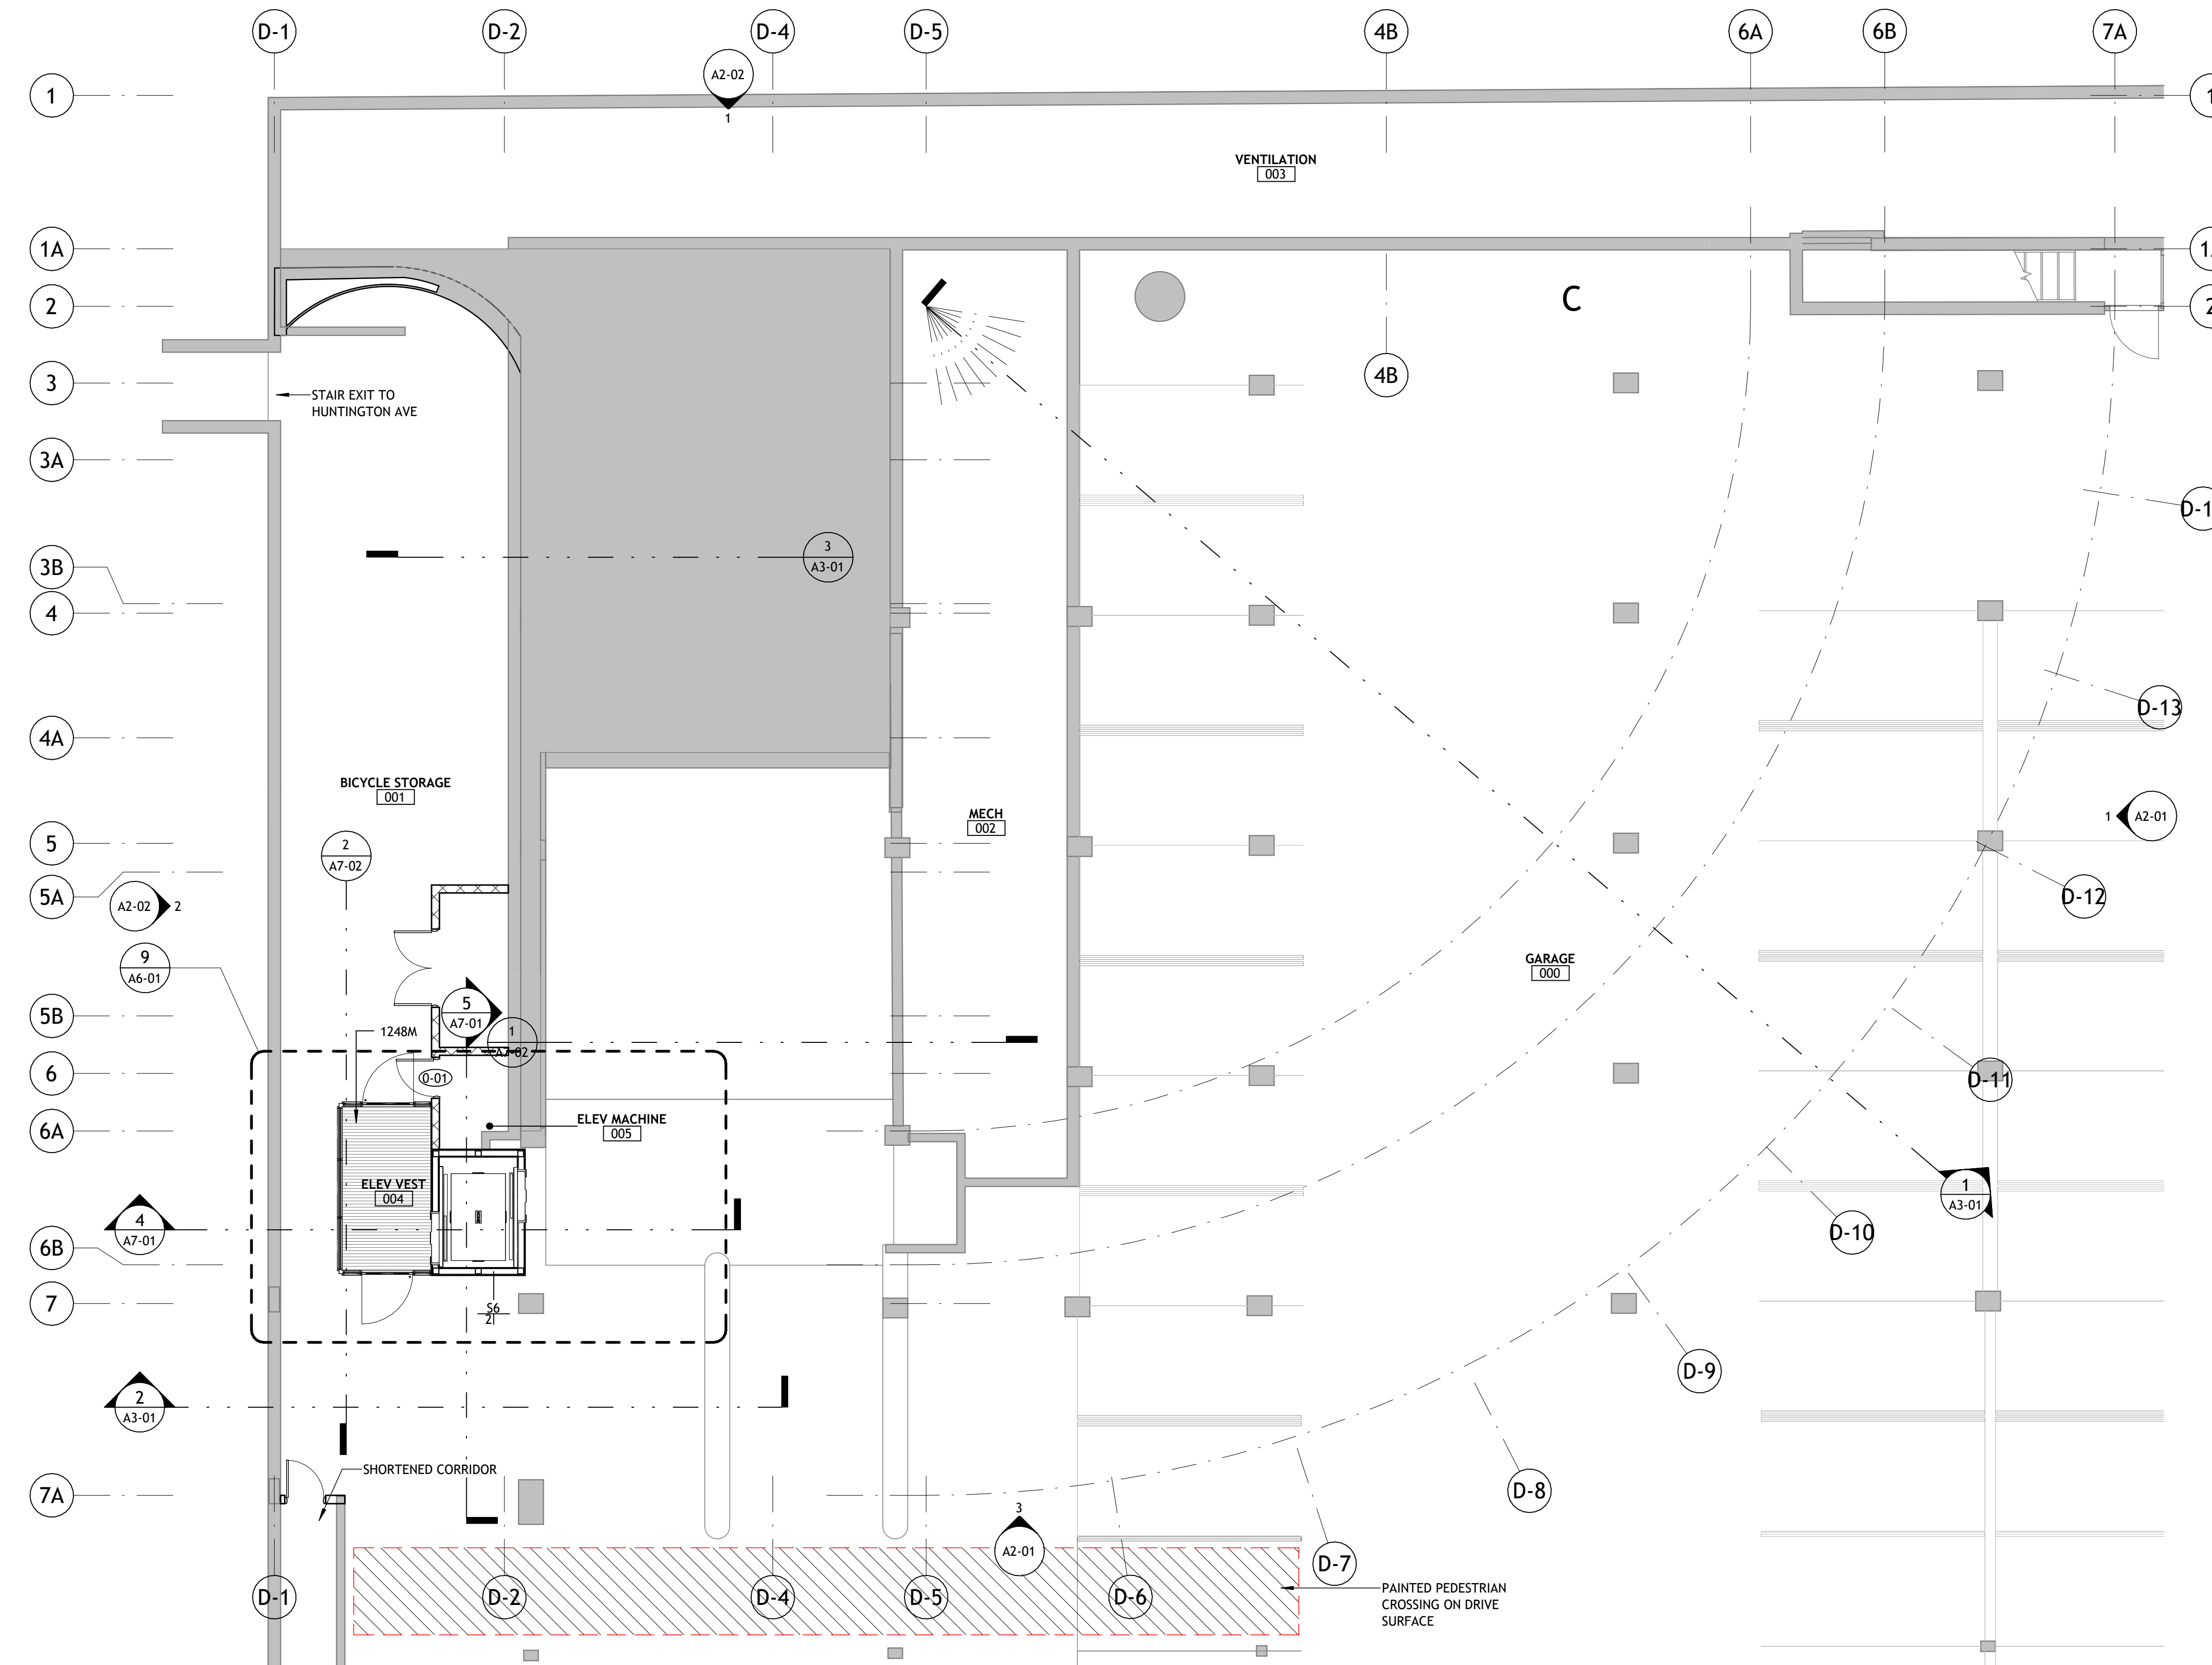 D-1 D-2 D-4 D-5 4B 6A 6B 7A
A2-02
1
1
1
VENTILATION
003
1A
2
C
3
4B
STAIR EXIT TO
HUNTINGTON AVE
3A
D-1
3
A3-01
3B
4
D-13
4A
BICYCLE STORAGE
001
MECH
002
1 A2-01
5
2
A7-02
5A
D-12
A2-02 2
9
A6-01
GARAGE
000
5B
5
A7-01
1
A7-02
1248M
6
0-01
D-11
6A
ELEV MACHINE
005
ELEV VEST
004
1
A3-01
4
A7-01
D-10
6B
7
S6
2
D-9
2
A3-01
SHORTENED CORRIDOR
7A
D-8
3
A2-01
D-7
D-1 D-2 D-4 D-5 D-6
PAINTED PEDESTRIAN
CROSSING ON DRIVE
SURFACE